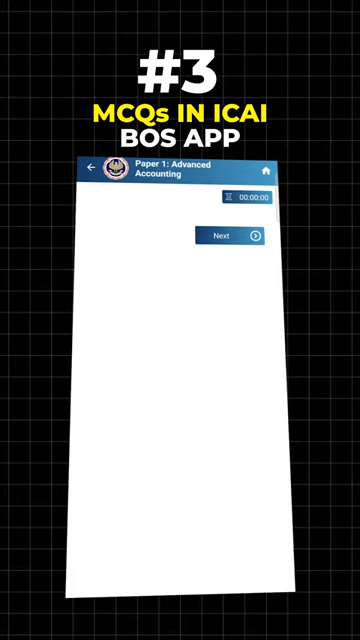 #3
MCQs IN ICAI
BOS APP
Paper 1: Advanced
Accounting
00:00:00
Next